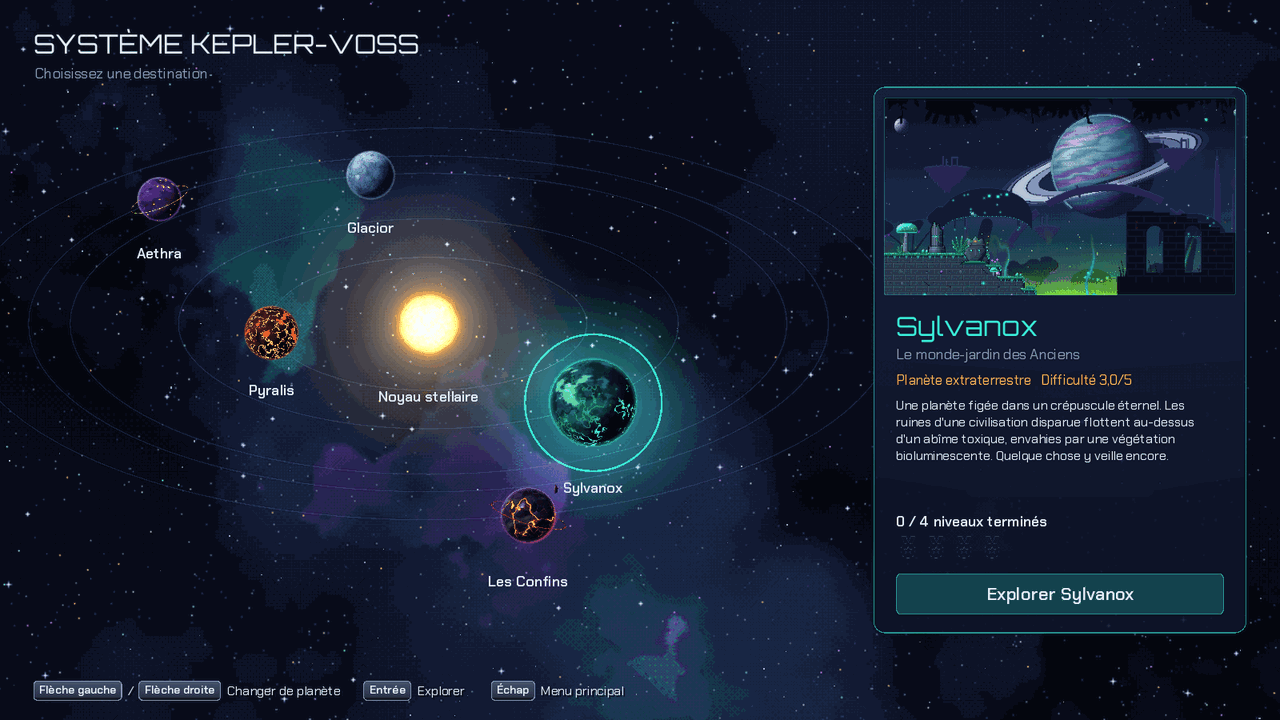 SYSTÈME KEPLER-VOSS
Choisissez une destination
Glacior
Aethra
Pyralis
Noyau stellaire
Sylvanox
Les Confins
Sylvanox
Le monde-jardin des Anciens
Planète extraterrestre Difficulté 3,0/5
Une planète figée dans un crépuscule éternel. Les
ruines d'une civilisation disparue flottent au-dessus
d'un abîme toxique, envahies par une végétation
bioluminescente. Quelque chose y veille encore.
0 / 4 niveaux terminés
Explorer Sylvanox
Flèche gauche / Flèche droite Changer de planète Entrée Explorer Échap Menu principal